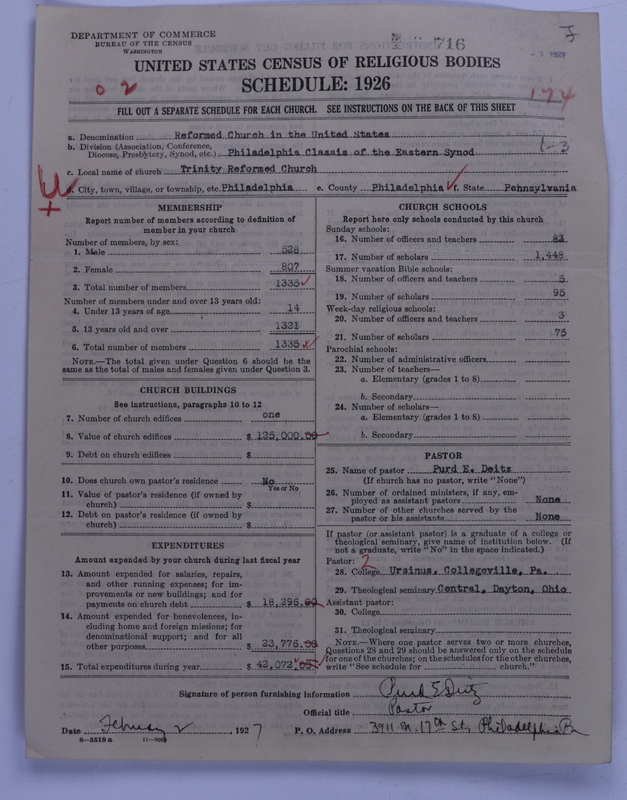 DEPARTMENT OF COMMERCE
BUREAU OF THE CENSUS
WASHINGTON
716
UNITED STATES CENSUS OF RELIGIOUS BODIES
SCHEDULE: 1926
0 2
174
FILL OUT A SEPARATE SCHEDULE FOR EACH CHURCH. SEE INSTRUCTIONS ON THE BACK OF THIS SHEET
a. Denomination Reformed Church in the United States
b. Division (Association, Conference, Diocese, Presbytery, Synod, etc.) Philadelphia Classis of the Eastern Synod
1-3
c. Local name of church Trinity Reformed Church
d. City, town, village, or township, etc. Philadelphia e. County Philadelphia f. State Pennsylvania
MEMBERSHIP
Report number of members according to definition of
member in your church
Number of members, by sex:
1. Male 528
2. Female 807
3. Total number of members 1335
Number of members under and over 13 years old:
4. Under 13 years of age 14
5. 13 years old and over 1321
6. Total number of members 1335
NOTE.—The total given under Question 6 should be the
same as the total of males and females given under Question 3.
CHURCH BUILDINGS
See instructions, paragraphs 10 to 12
7. Number of church edifices one
8. Value of church edifices $ 125,000.00
9. Debt on church edifices $
10. Does church own pastor's residence No
Yes or No
11. Value of pastor's residence (if owned by
church) $
12. Debt on pastor's residence (if owned by
church) $
EXPENDITURES
Amount expended by your church during last fiscal year
13. Amount expended for salaries, repairs,
and other running expenses; for im-
provements or new buildings; and for
payments on church debt $ 18,296.00
14. Amount expended for benevolences, in-
cluding home and foreign missions; for
denominational support; and for all
other purposes $ 23,776.00
15. Total expenditures during year $ 42,072.00
CHURCH SCHOOLS
Report here only schools conducted by this church
Sunday schools:
16. Number of officers and teachers 83
17. Number of scholars 1,448
Summer vacation Bible schools:
18. Number of officers and teachers 5
19. Number of scholars 95
Week-day religious schools:
20. Number of officers and teachers 3
21. Number of scholars 75
Parochial schools:
22. Number of administrative officers
23. Number of teachers—
a. Elementary (grades 1 to 8)
b. Secondary
24. Number of scholars—
a. Elementary (grades 1 to 8)
b. Secondary
PASTOR
25. Name of pastor Purd E. Deitz
(If church has no pastor, write "None")
26. Number of ordained ministers, if any, em-
ployed as assistant pastors None
27. Number of other churches served by the
pastor or his assistants None
If pastor (or assistant pastor) is a graduate of a college or
theological seminary, give name of institution below. (If
not a graduate, write "No" in the space indicated.)
Pastor: 2
28. College Ursinus, Collegeville, Pa.
29. Theological seminary Central, Dayton, Ohio
Assistant pastor:
30. College
31. Theological seminary
NOTE.—Where one pastor serves two or more churches,
Questions 28 and 29 should be answered only on the schedule
for one of the churches; on the schedules for the other churches,
write "See schedule for church."
Signature of person furnishing information Purd E Deitz
Official title Pastor
Date February 2, 1927 P. O. Address 3911 N. 17th St, Philadelphia Pa
8—5518a